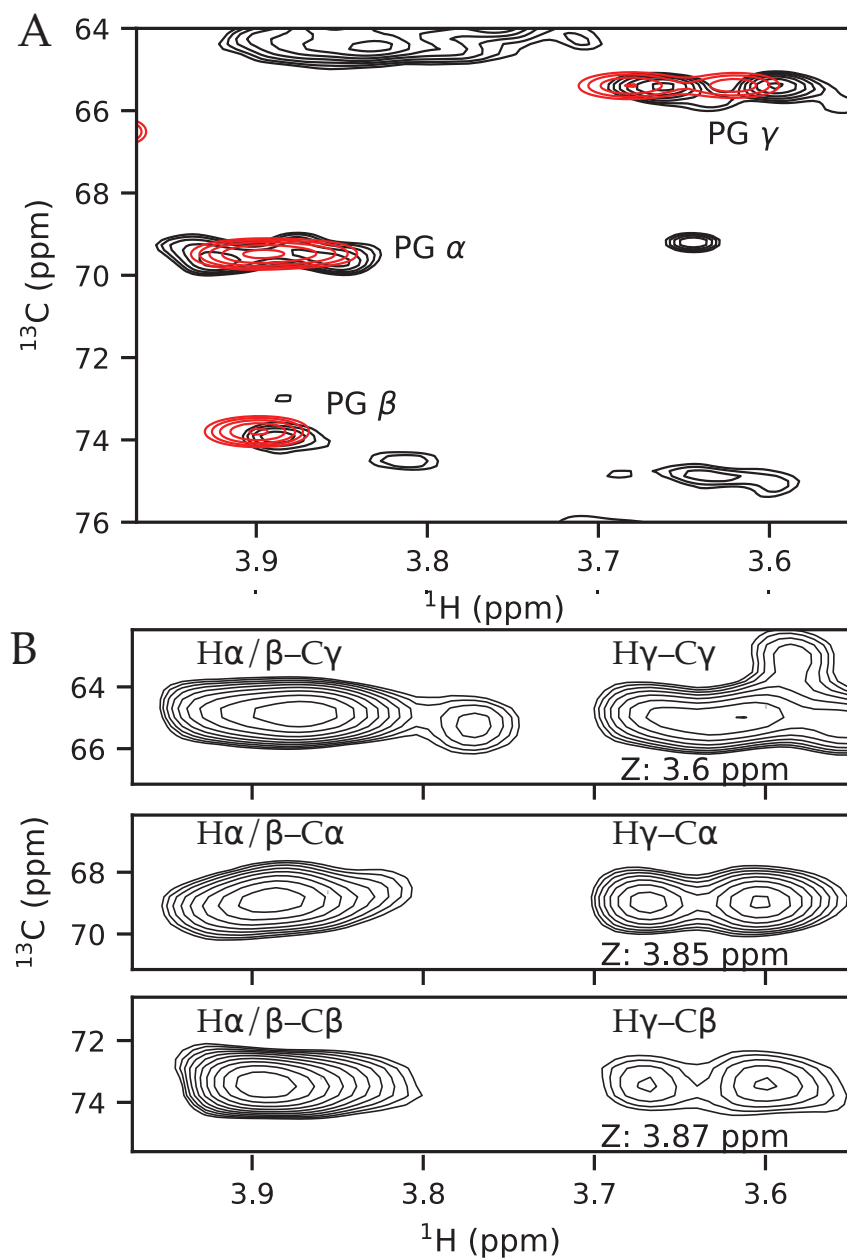 A
64
66
68
70
72
74
76
¹³C (ppm)
PG γ
PG α
PG β
3.9
3.8
3.7
3.6
¹H (ppm)
B
Hα/β–Cγ
Hγ–Cγ
64
66
Z: 3.6 ppm
Hα/β–Cα
Hγ–Cα
68
70
¹³C (ppm)
Z: 3.85 ppm
Hα/β–Cβ
Hγ–Cβ
72
74
Z: 3.87 ppm
3.9
3.8
3.7
3.6
¹H (ppm)